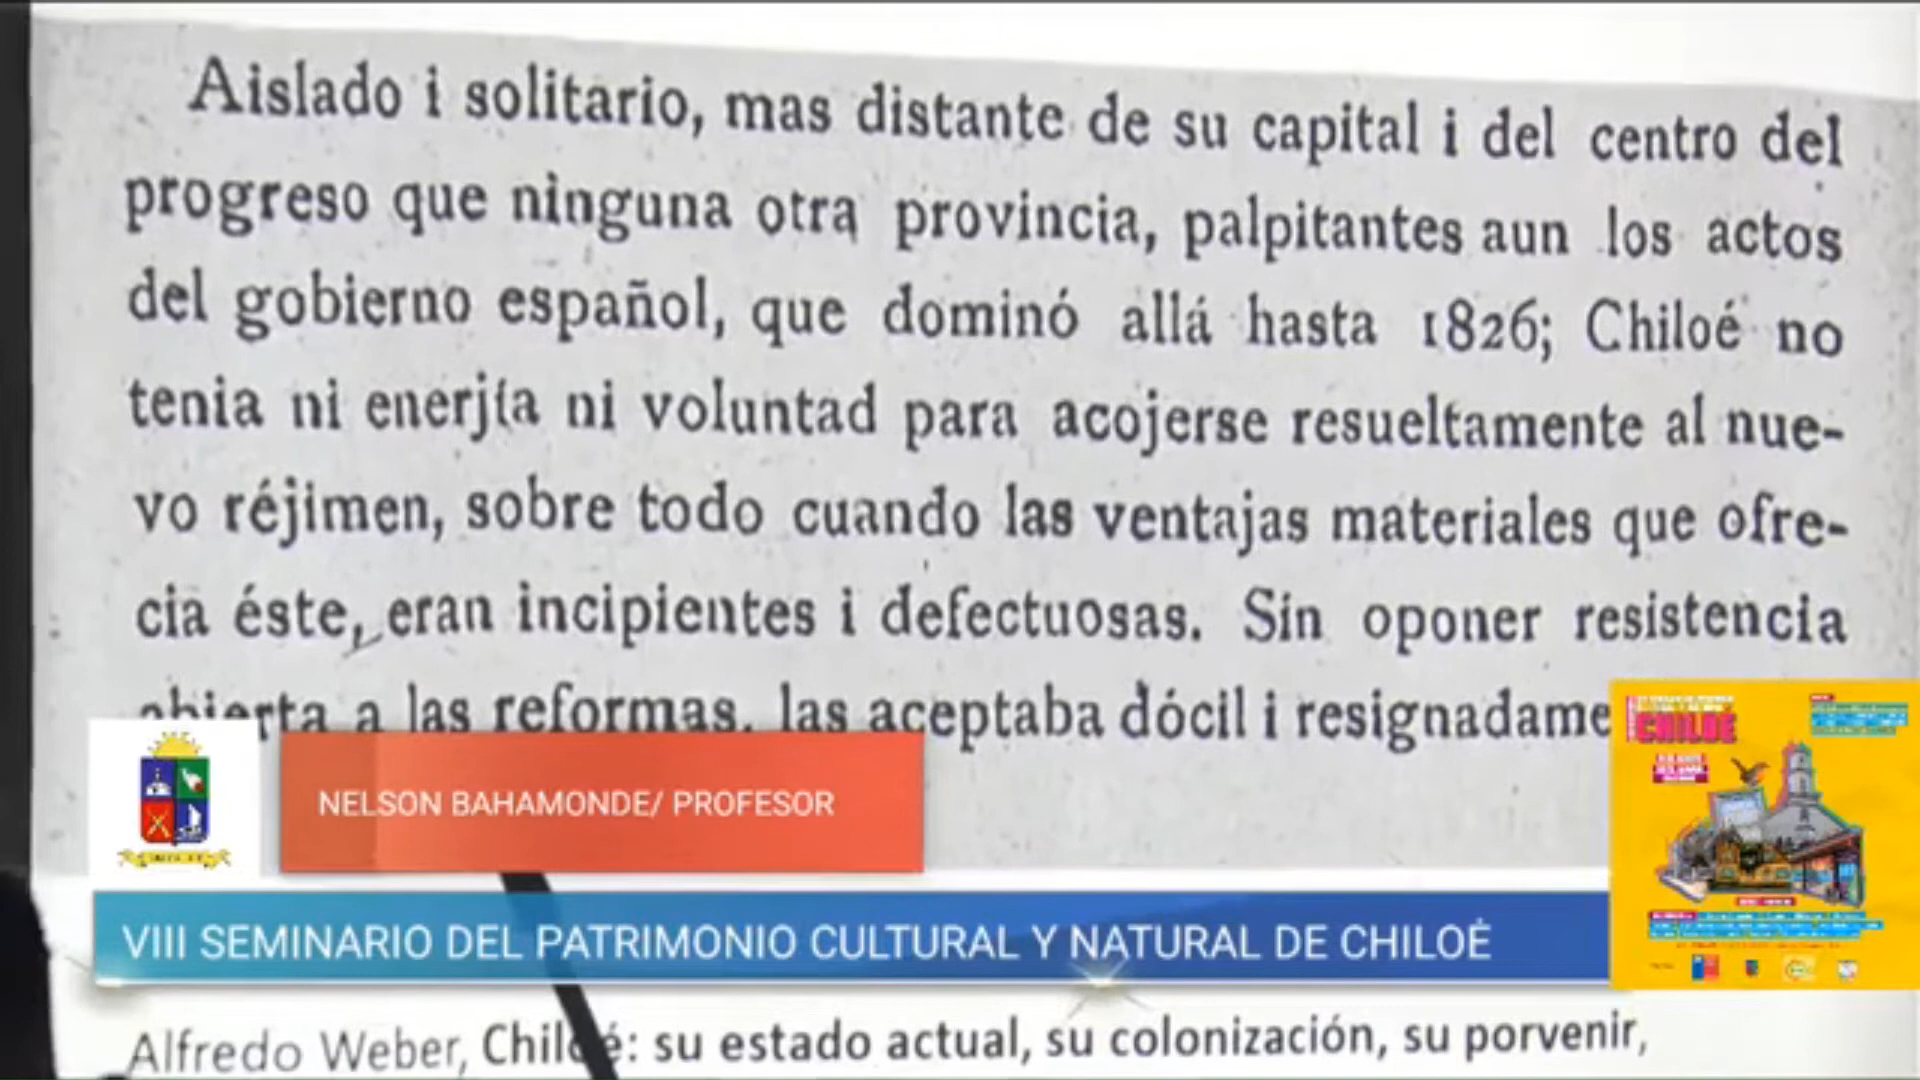 Aislado i solitario, mas distante de su capital i del centro del
progreso que ninguna otra provincia, palpitantes aun los actos
del gobierno español, que dominó allá hasta 1826; Chiloé no
tenia ni enerjía ni voluntad para acojerse resueltamente al nue-
vo réjimen, sobre todo cuando las ventajas materiales que ofre-
cia éste, eran incipientes i defectuosas. Sin oponer resistencia
abierta a las reformas, las aceptaba dócil i resignadame
CHILOÉ
NELSON BAHAMONDE/ PROFESOR
VIII SEMINARIO DEL PATRIMONIO CULTURAL Y NATURAL DE CHILOÉ
Alfredo Weber, Chiloé: su estado actual, su colonización, su porvenir,